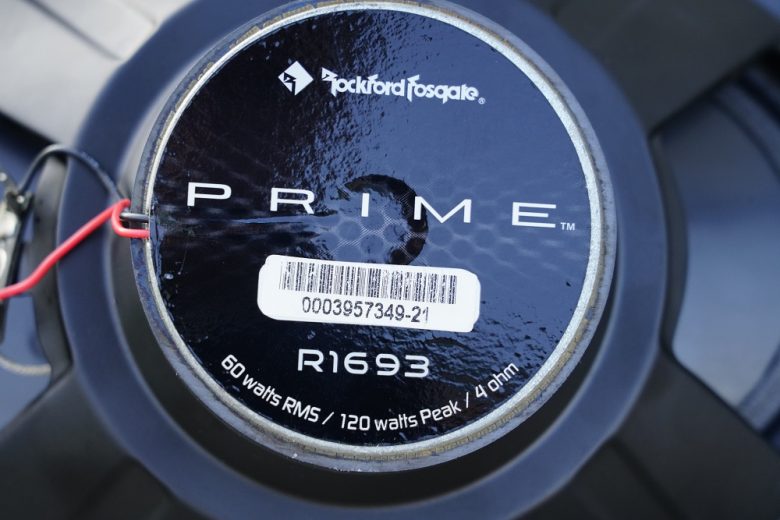 Rockford Fosgate®
PRIME™
0003957349-21
R1693
60 watts RMS / 120 watts Peak / 4 ohm